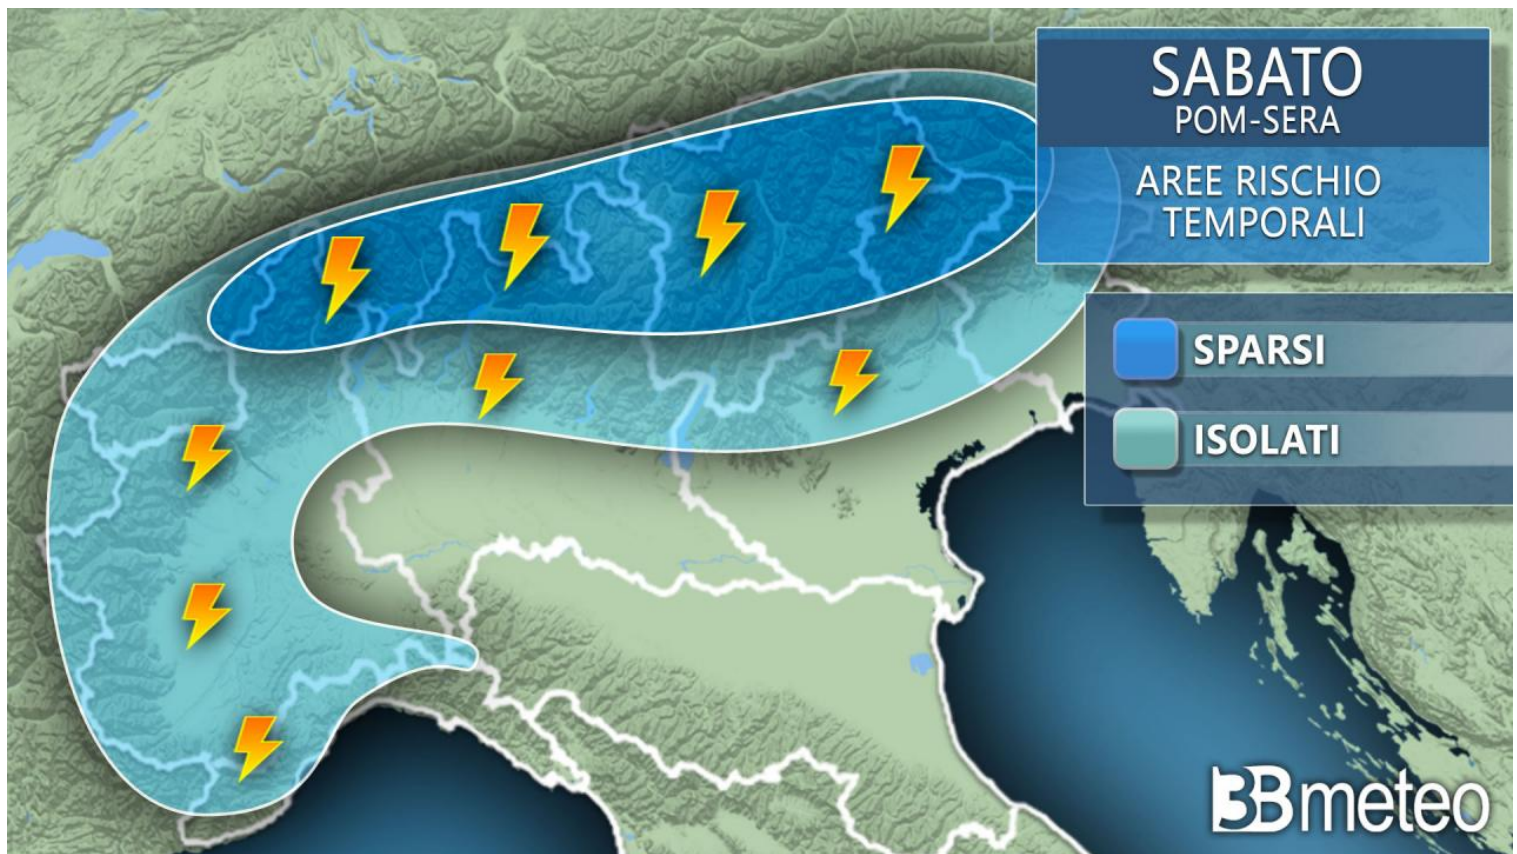 SABATO
POM-SERA
AREE RISCHIO
TEMPORALI
SPARSI
ISOLATI
3Bmeteo